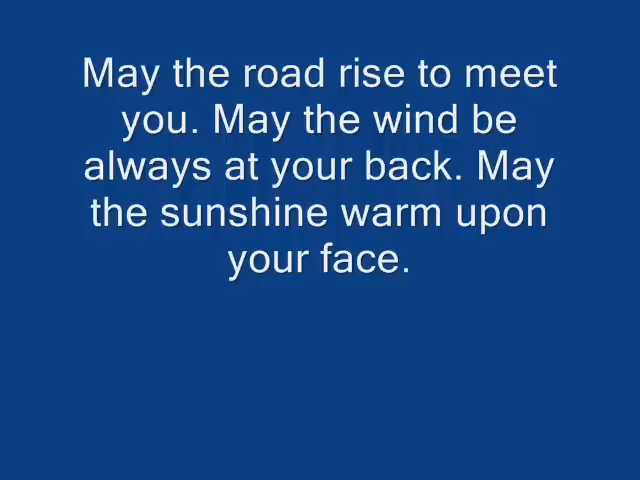 May the road rise to meet
you. May the wind be
always at your back. May
the sunshine warm upon
your face.